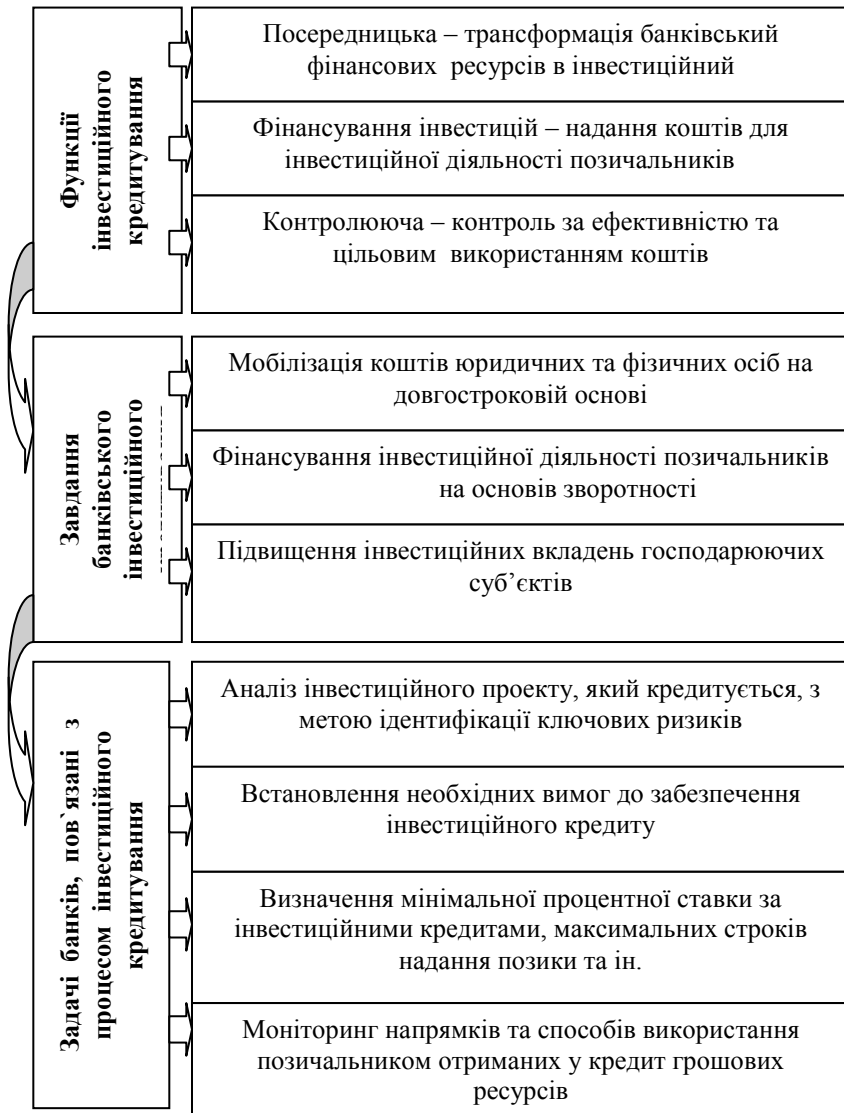 Функції
інвестиційного
кредитування
Посередницька – трансформація банківський
фінансових ресурсів в інвестиційний
Фінансування інвестицій – надання коштів для
інвестиційної діяльності позичальників
Контролююча – контроль за ефективністю та
цільовим використанням коштів
Завдання
банківського
інвестиційного
Мобілізація коштів юридичних та фізичних осіб на
довгостроковій основі
Фінансування інвестиційної діяльності позичальників
на основів зворотності
Підвищення інвестиційних вкладень господарюючих
суб’єктів
Задачі банків, пов`язані з
процесом інвестиційного
кредитування
Аналіз інвестиційного проекту, який кредитується, з
метою ідентифікації ключових ризиків
Встановлення необхідних вимог до забезпечення
інвестиційного кредиту
Визначення мінімальної процентної ставки за
інвестиційними кредитами, максимальних строків
надання позики та ін.
Моніторинг напрямків та способів використання
позичальником отриманих у кредит грошових
ресурсів